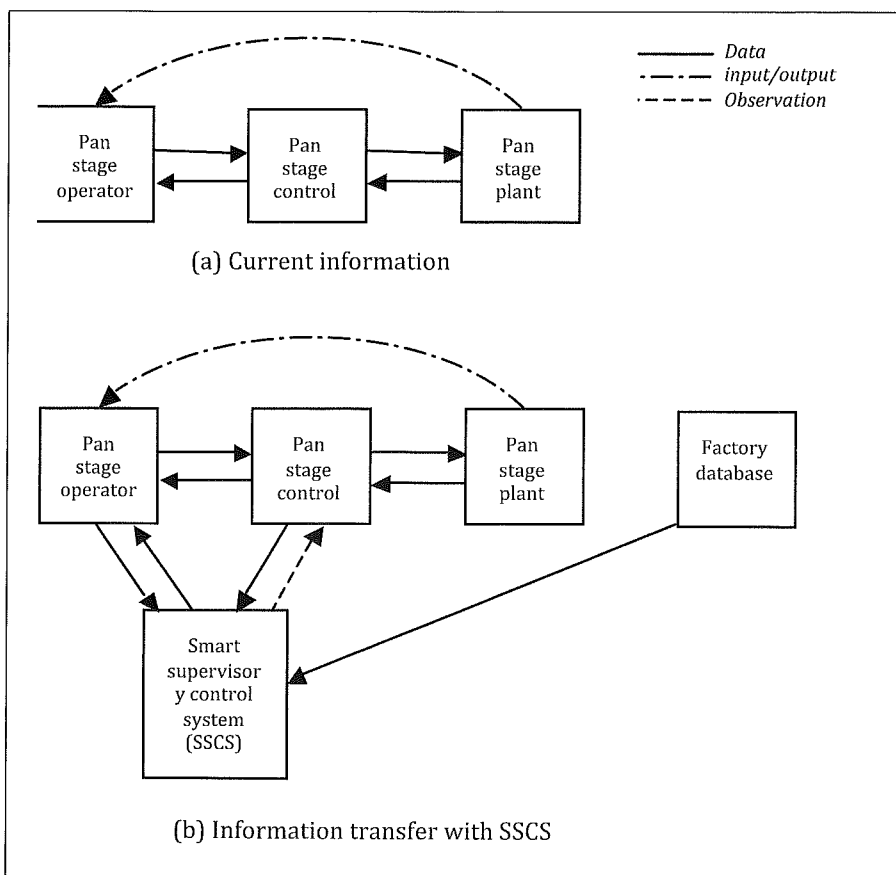 Data
input/output
Observation
Pan
stage
operator
Pan
stage
control
Pan
stage
plant
(a) Current information
Pan
stage
operator
Pan
stage
control
Pan
stage
plant
Factory
database
Smart
supervisor
y control
system
(SSCS)
(b) Information transfer with SSCS